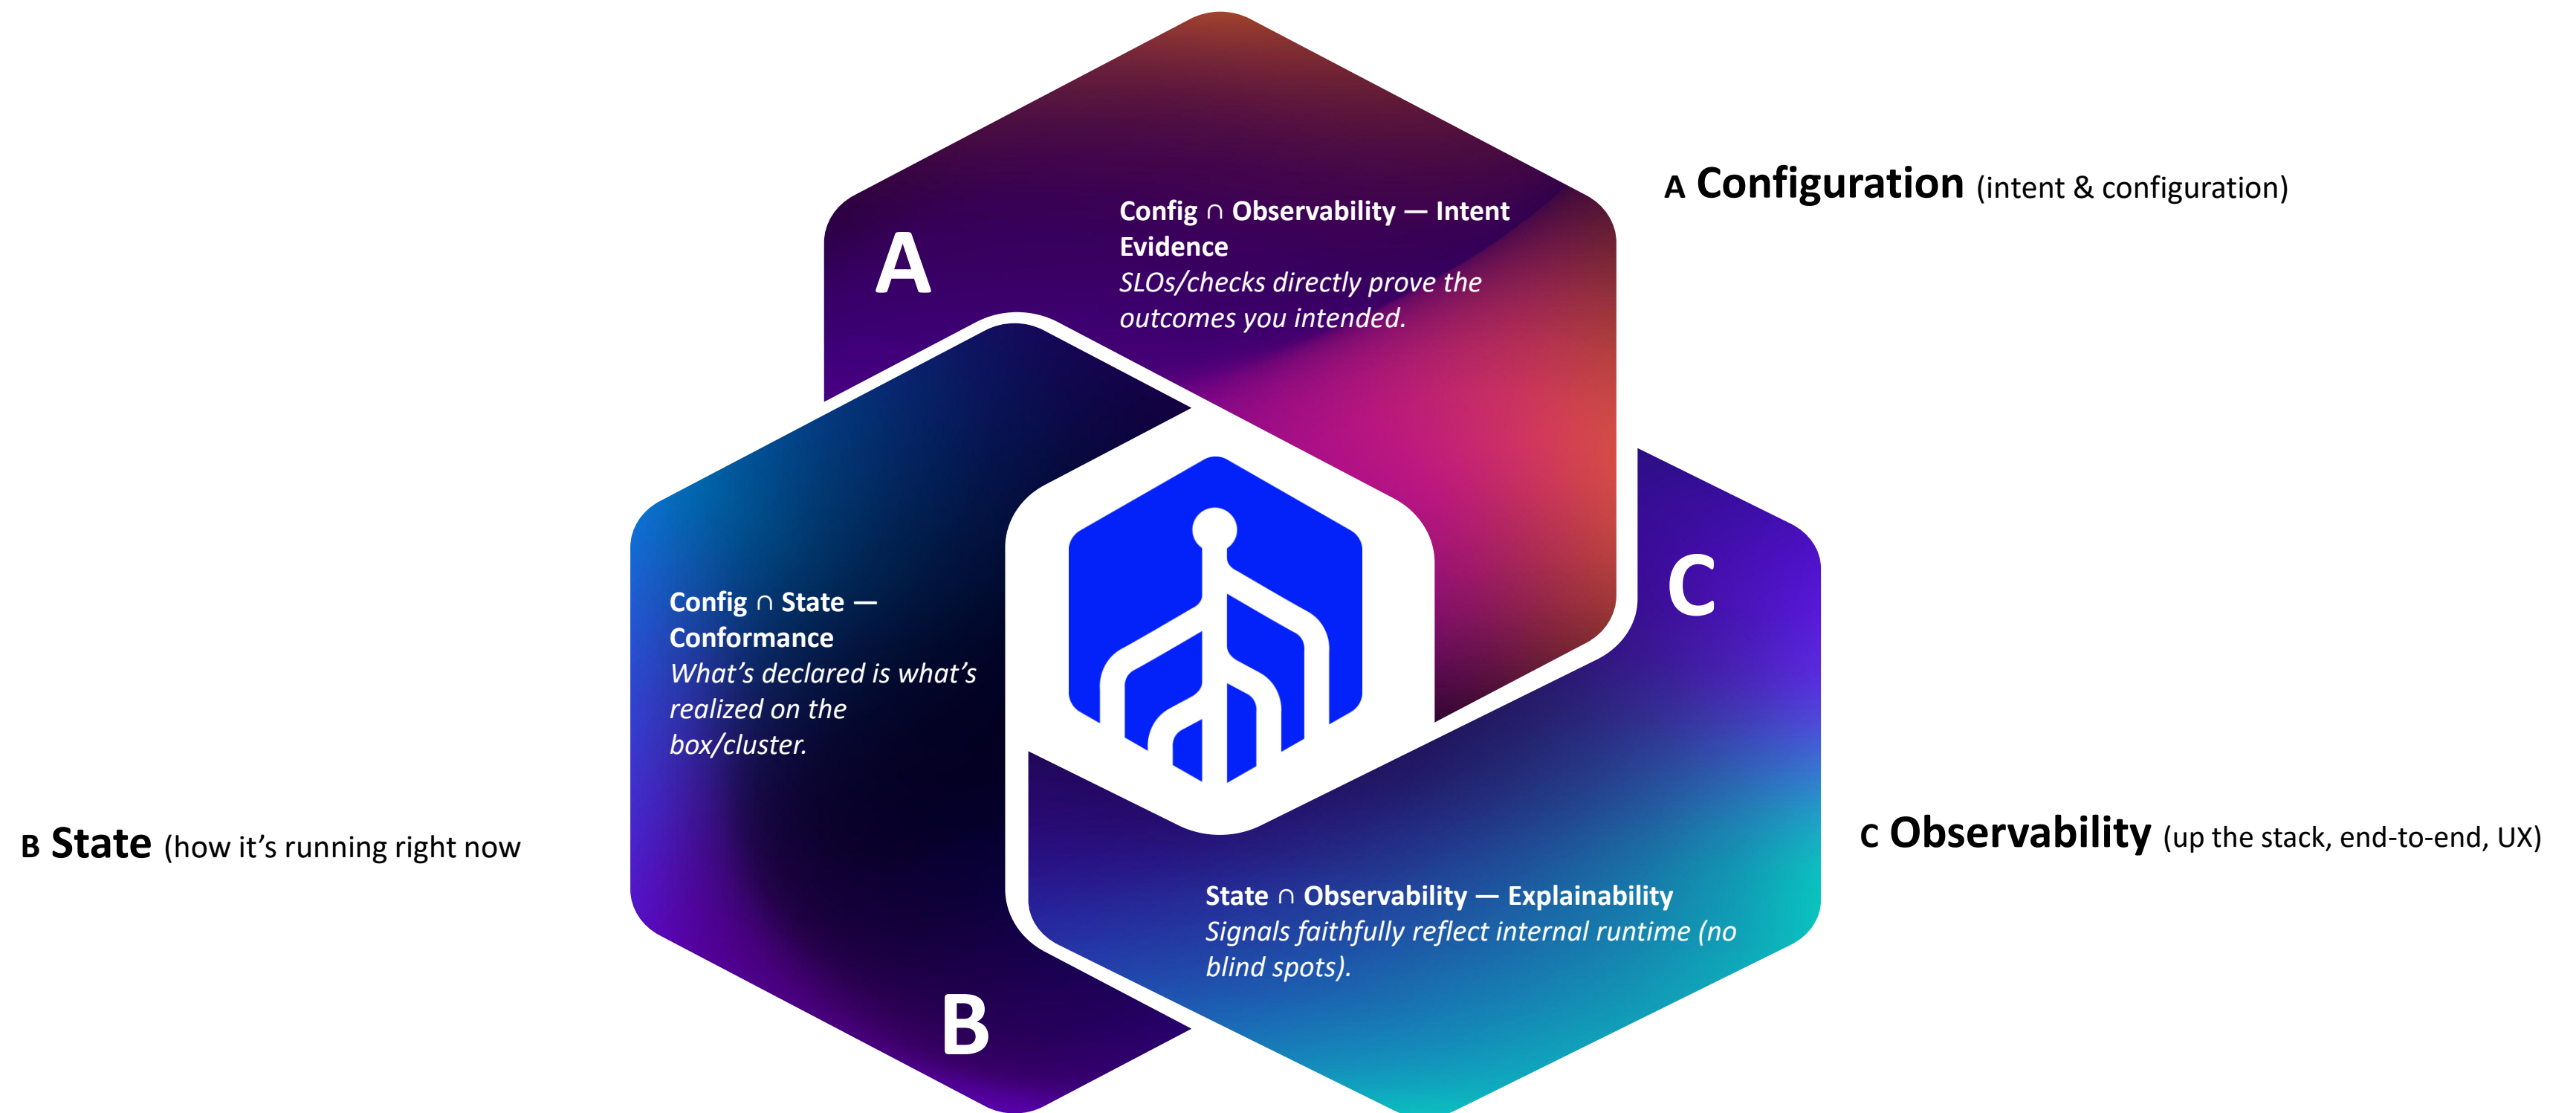 A Configuration (intent & configuration)
A
Config ∩ Observability — Intent
Evidence
SLOs/checks directly prove the
outcomes you intended.
C
Config ∩ State —
Conformance
What’s declared is what’s
realized on the
box/cluster.
B State (how it’s running right now
C Observability (up the stack, end-to-end, UX)
State ∩ Observability — Explainability
Signals faithfully reflect internal runtime (no
blind spots).
B